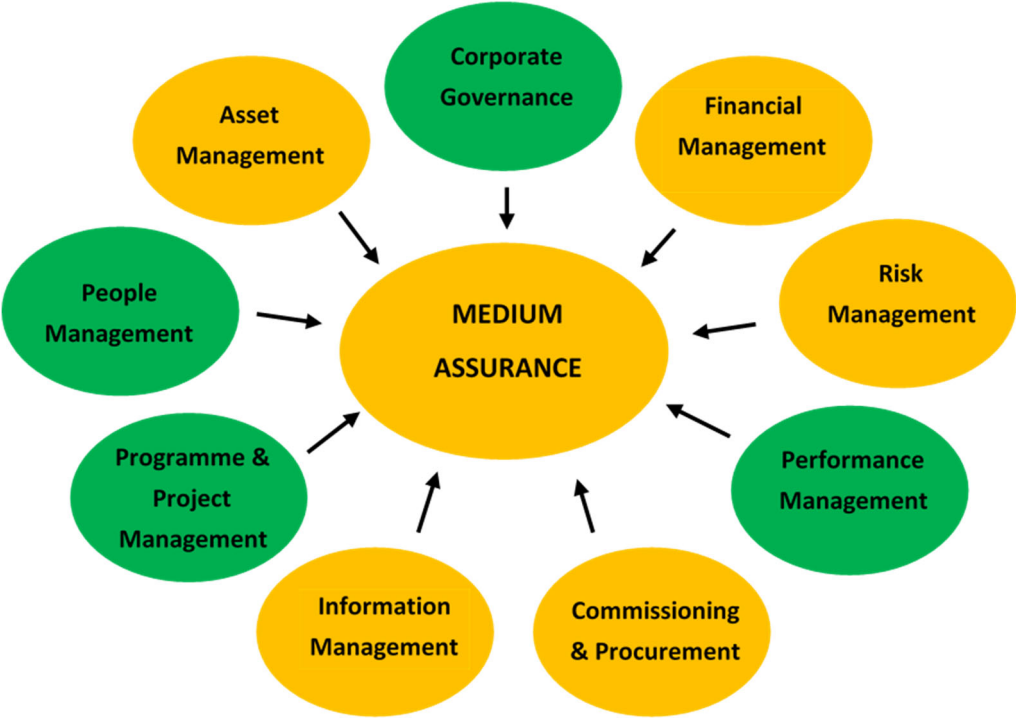 Corporate
Governance
Financial
Management
Risk
Management
Performance
Management
Commissioning
& Procurement
Information
Management
Programme &
Project
Management
People
Management
Asset
Management
MEDIUM
ASSURANCE